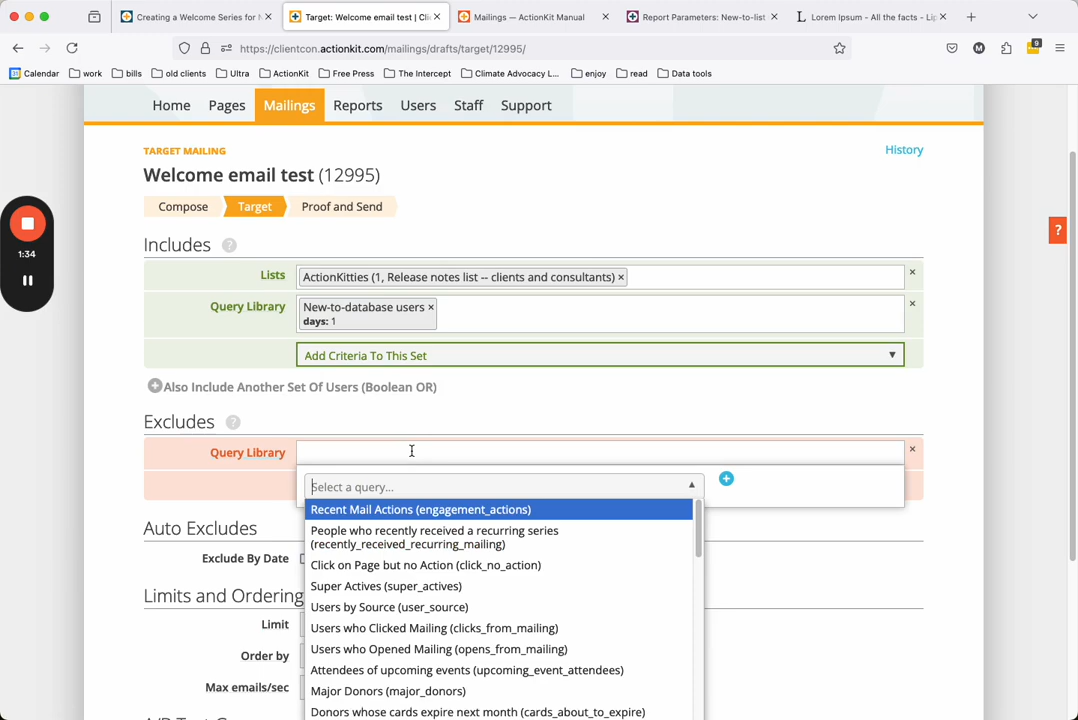 Creating a Welcome Series for N
Target: Welcome email test | Cli
Mailings — ActionKit Manual
Report Parameters: New-to-list
Lorem Ipsum - All the facts - Lip
https://clientcon.actionkit.com/mailings/drafts/target/12995/
M
9
Calendar
work
bills
old clients
Ultra
ActionKit
Free Press
The Intercept
Climate Advocacy L...
enjoy
read
Data tools
Home
Pages
Mailings
Reports
Users
Staff
Support
TARGET MAILING
History
Welcome email test (12995)
Compose
Target
Proof and Send
1:34
?
Includes ?
Lists
ActionKitties (1, Release notes list -- clients and consultants) ×
×
Query Library
New-to-database users ×
days: 1
×
Add Criteria To This Set
Also Include Another Set Of Users (Boolean OR)
Excludes ?
Query Library
×
Select a query...
Recent Mail Actions (engagement_actions)
People who recently received a recurring series
(recently_received_recurring_mailing)
Click on Page but no Action (click_no_action)
Super Actives (super_actives)
Users by Source (user_source)
Users who Clicked Mailing (clicks_from_mailing)
Users who Opened Mailing (opens_from_mailing)
Attendees of upcoming events (upcoming_event_attendees)
Major Donors (major_donors)
Donors whose cards expire next month (cards_about_to_expire)
Auto Excludes
Exclude By Date
Limits and Ordering
Limit
Order by
Max emails/sec